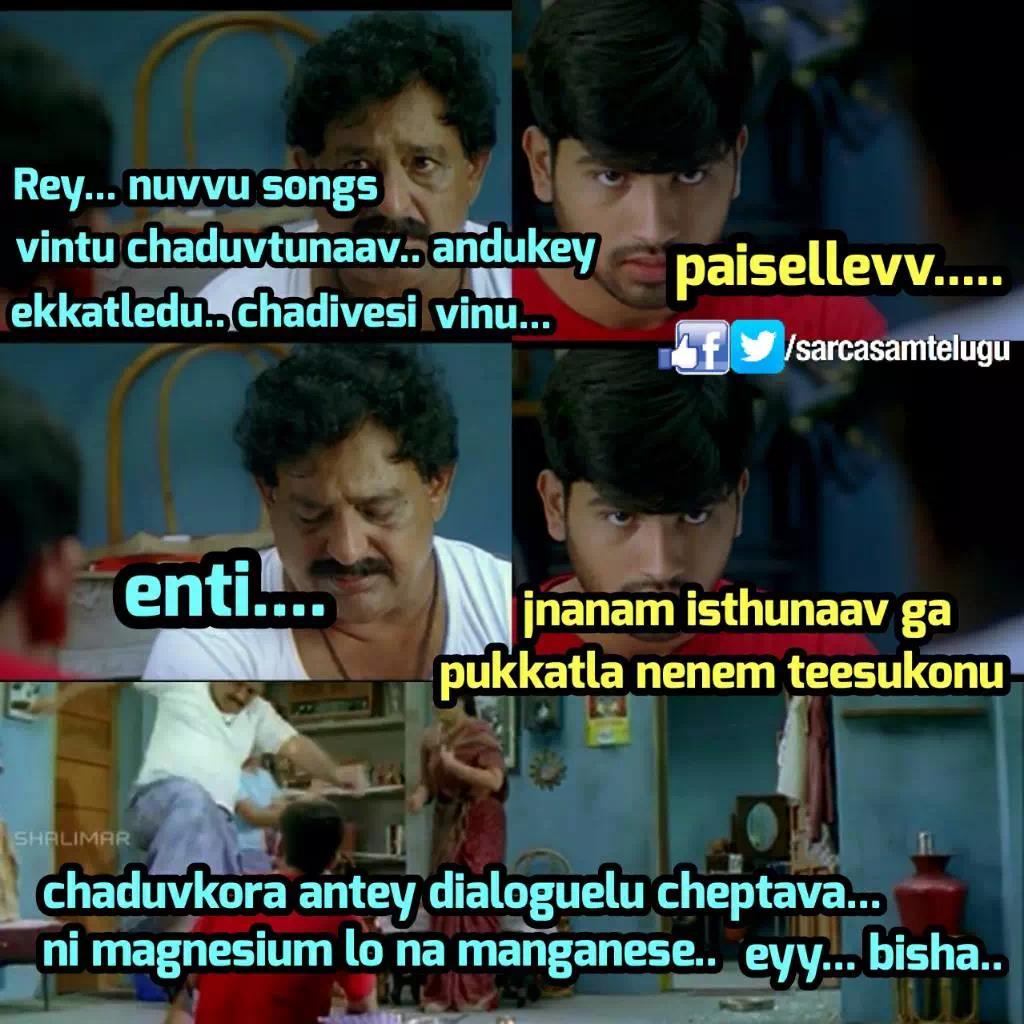 Rey... nuvvu songs
vintu chaduvtunaav.. andukey
ekkatledu.. chadivesi vinu...
paisellevv.....
/sarcasamtelugu
enti....
jnanam isthunaav ga
pukkatla nenem teesukonu
SHALIMAR
chaduvkora antey dialoguelu cheptava...
ni magnesium lo na manganese.. eyy... bisha..